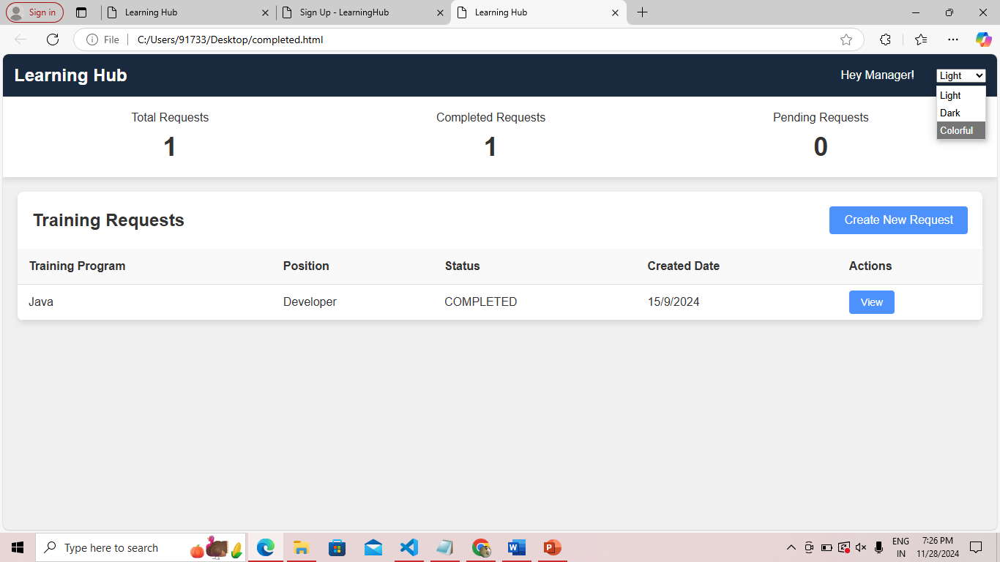 Sign in
Learning Hub
Sign Up - LearningHub
Learning Hub
File
C:/Users/91733/Desktop/completed.html
Learning Hub
Hey Manager!
Light
Light
Dark
Colorful
Total Requests
Completed Requests
Pending Requests
1
1
0
Training Requests
Create New Request
Training Program Position Status Created Date Actions
Java Developer COMPLETED 15/9/2024 View
Type here to search
ENG
IN
7:26 PM
11/28/2024